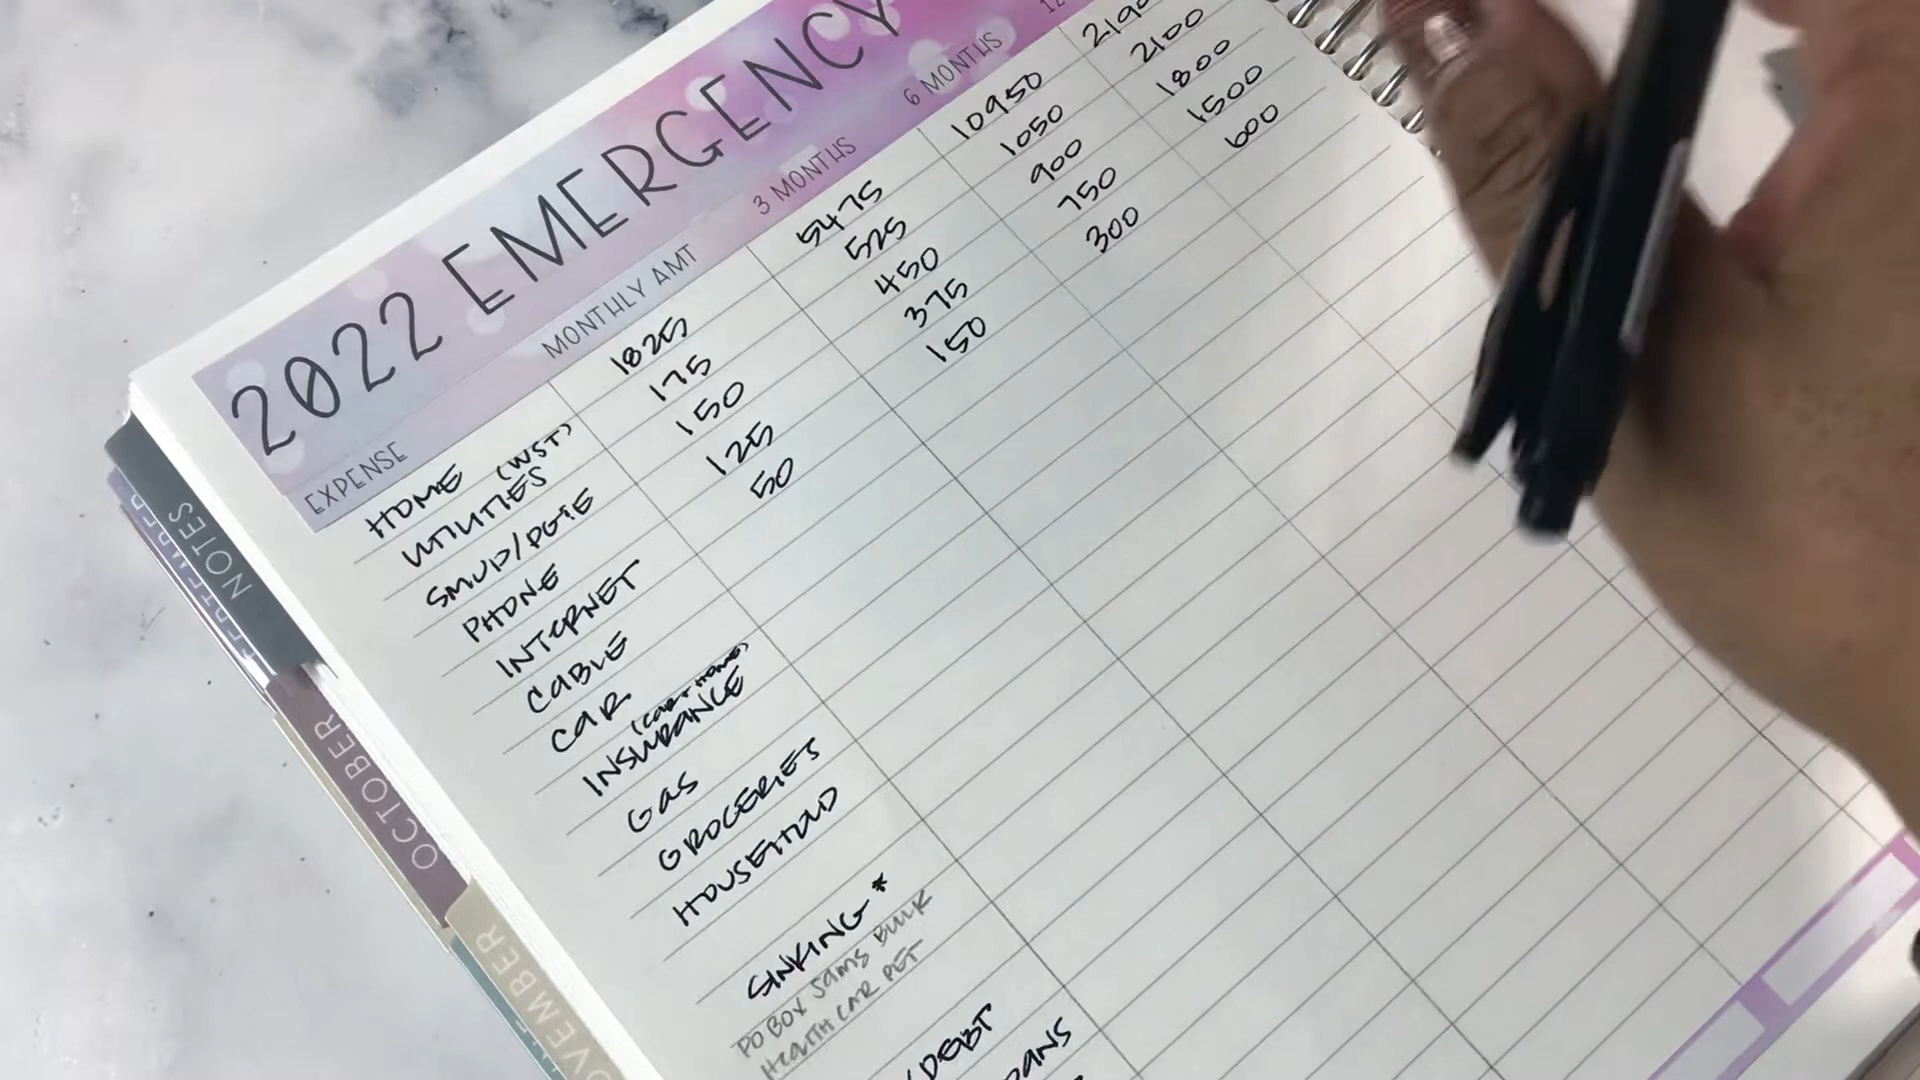 2022 EMERGENCY
EXPENSE MONTHLY AMT 3 MONTHS 6 MONTHS
HOME (WST) 1825 5475 10950
UTILITIES 175 525 1050 2100
SMUD/PG&E 150 450 900 1800
PHONE 125 375 750 1500
INTERNET 50 150 300 600
CABLE
CAR
(CAR + HOME)
INSURANCE
GAS
GROCERIES
HOUSEHOLD
SINKING *
PO BOX SAMS BULK
HEALTH CAR PET
DEBT
NOTES
OCTOBER